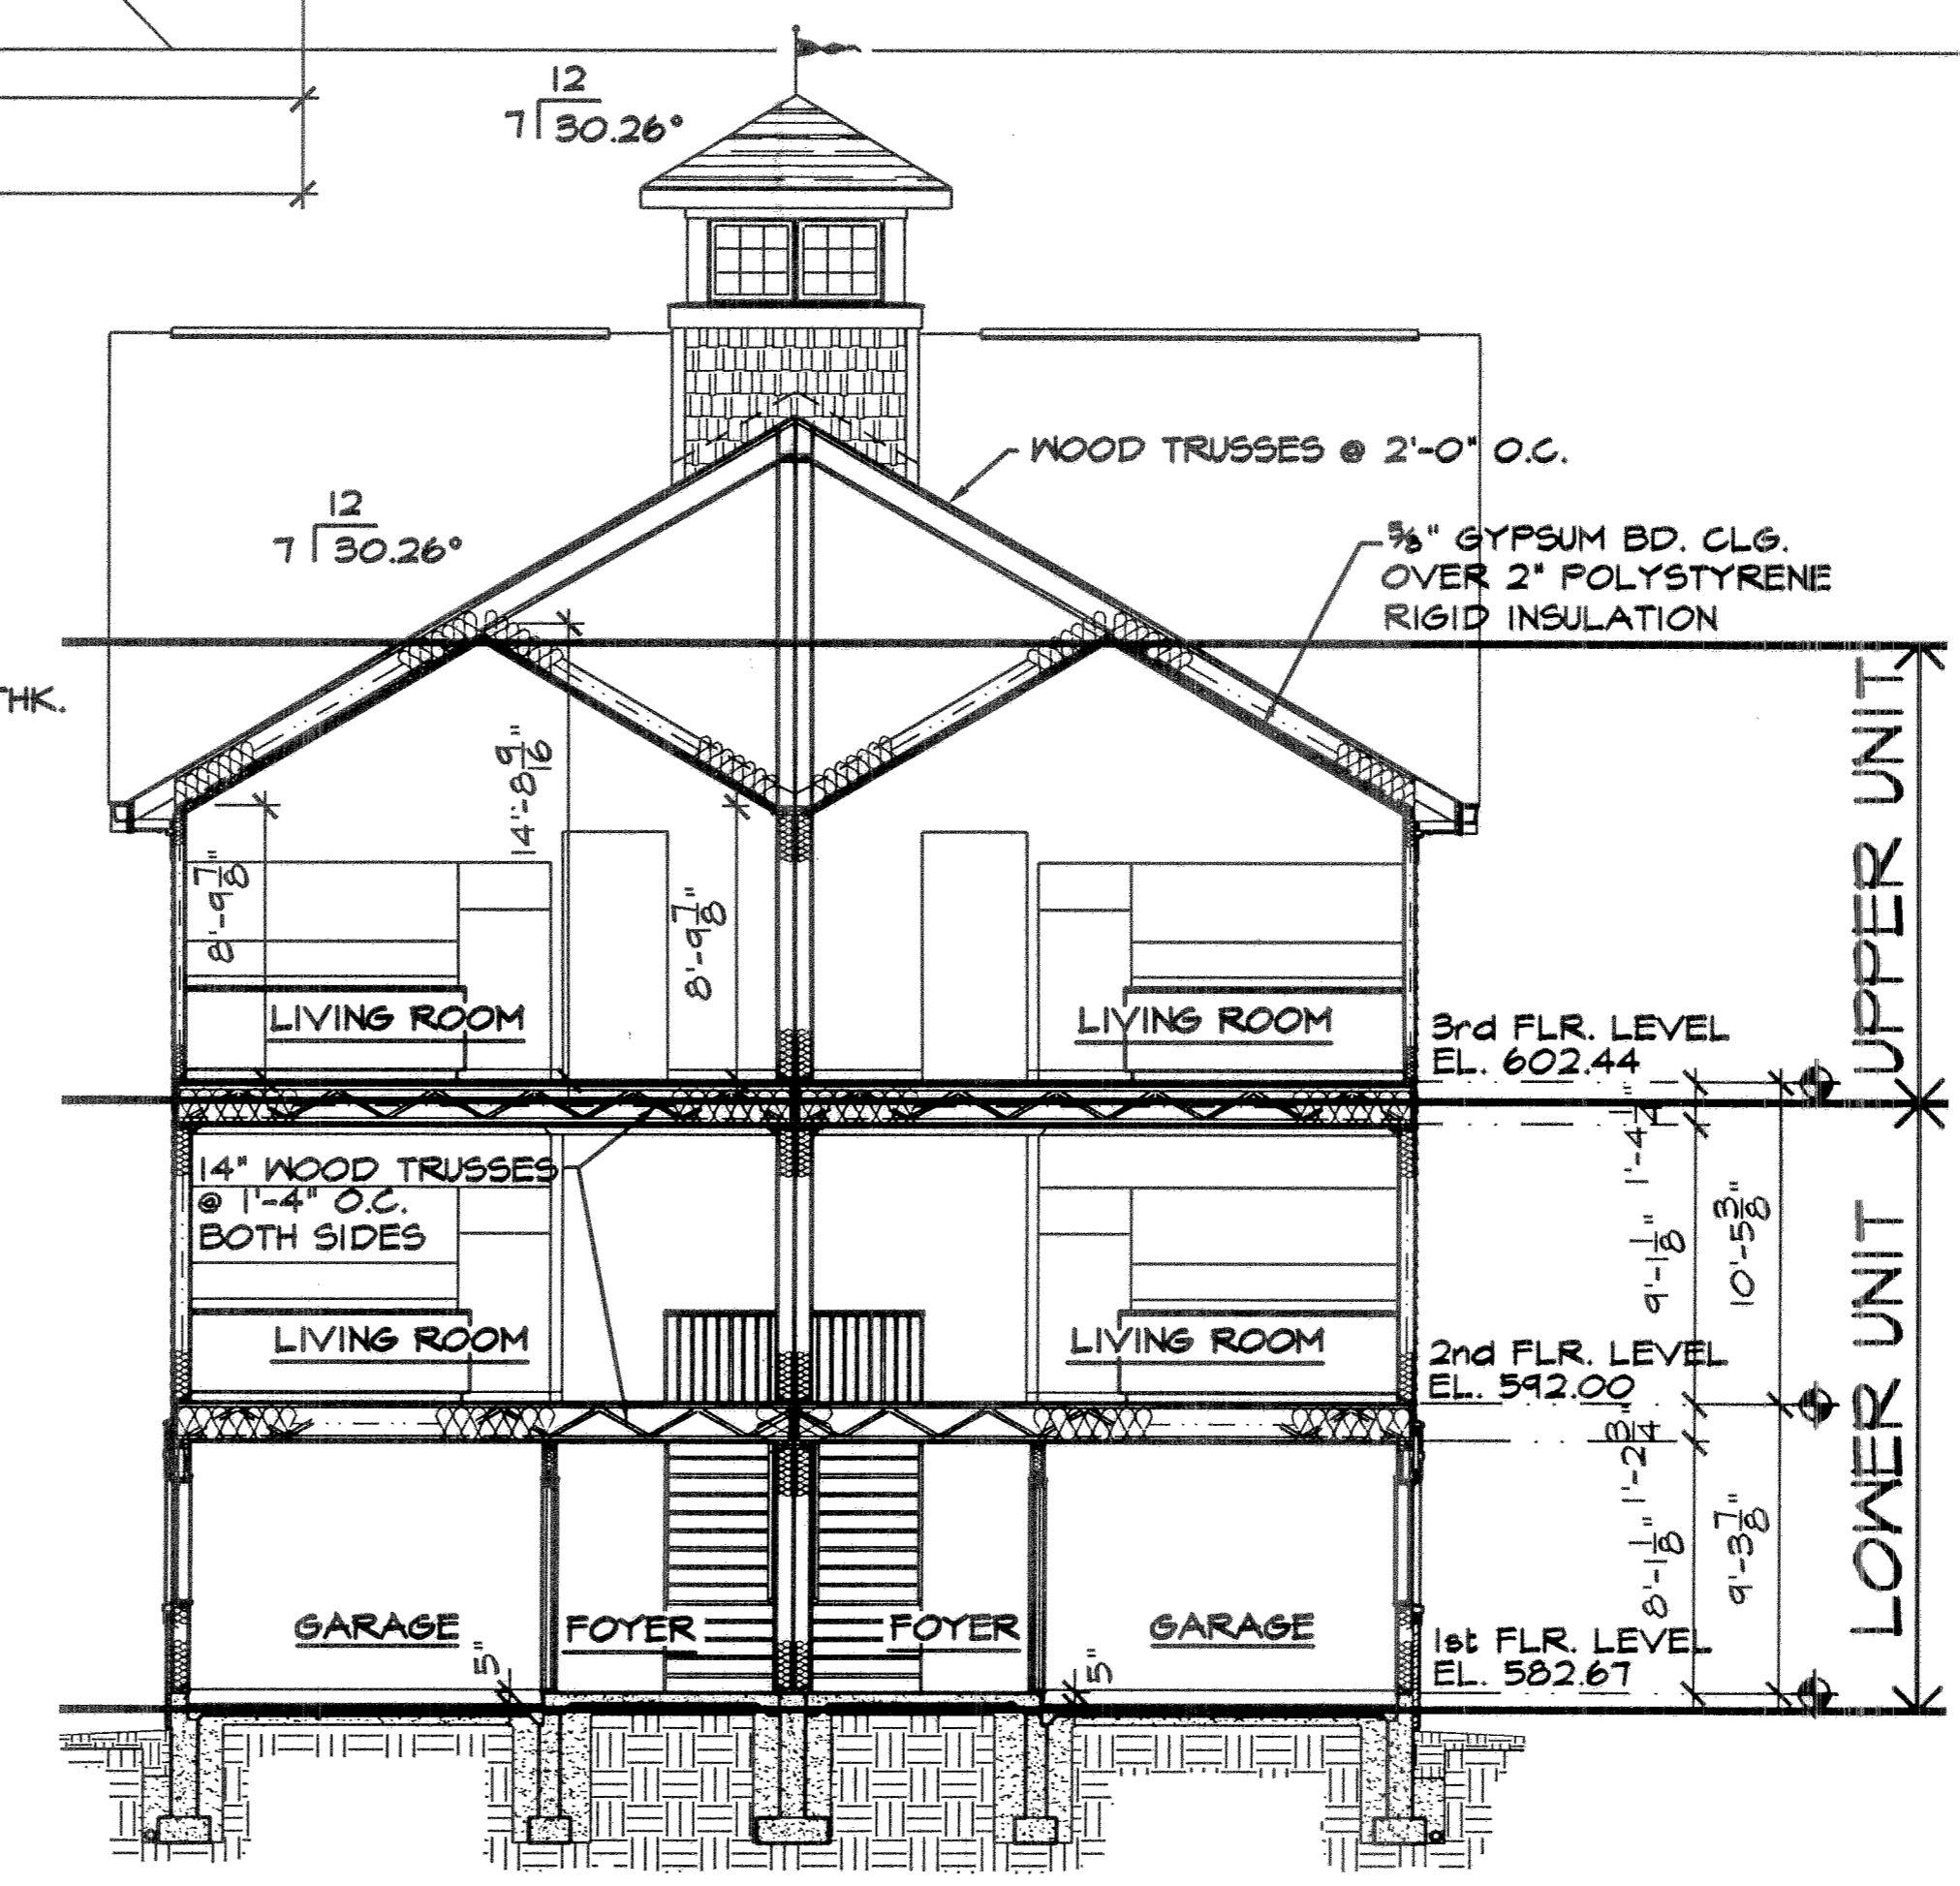 12
7 30.26°
WOOD TRUSSES @ 2'-0" O.C.
12
7 30.26°
5/8" GYPSUM BD. CLG.
OVER 2" POLYSTYRENE
RIGID INSULATION
THK.
UPPER UNIT
14'-8 9/16"
8'-9 7/8"
8'-9 7/8"
LIVING ROOM
LIVING ROOM
3rd FLR. LEVEL
EL. 602.44
1'-4 1/4"
14" WOOD TRUSSES
@ 1'-4" O.C.
BOTH SIDES
9'-1 1/8"
10'-5 3/8"
LOWER UNIT
LIVING ROOM
LIVING ROOM
2nd FLR. LEVEL
EL. 592.00
1'-2 3/4"
8'-1 1/8"
9'-3 7/8"
GARAGE
FOYER
FOYER
GARAGE
5"
5"
1st FLR. LEVEL
EL. 582.67